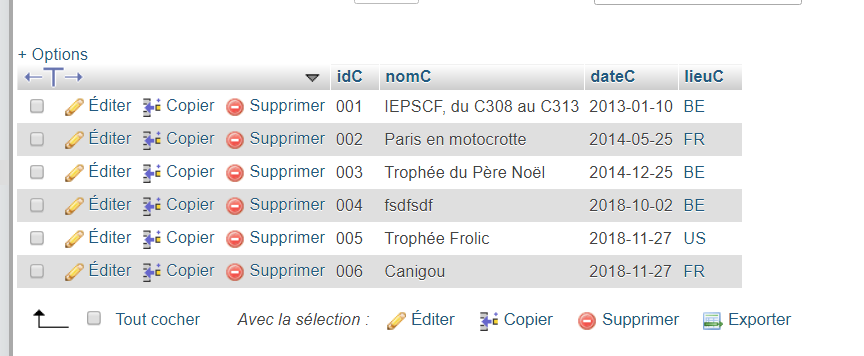 + Options
idC nomC dateC lieuC
Éditer Copier Supprimer 001 IEPSCF, du C308 au C313 2013-01-10 BE
Éditer Copier Supprimer 002 Paris en motocrotte 2014-05-25 FR
Éditer Copier Supprimer 003 Trophée du Père Noël 2014-12-25 BE
Éditer Copier Supprimer 004 fsdfsdf 2018-10-02 BE
Éditer Copier Supprimer 005 Trophée Frolic 2018-11-27 US
Éditer Copier Supprimer 006 Canigou 2018-11-27 FR
Tout cocher Avec la sélection : Éditer Copier Supprimer Exporter